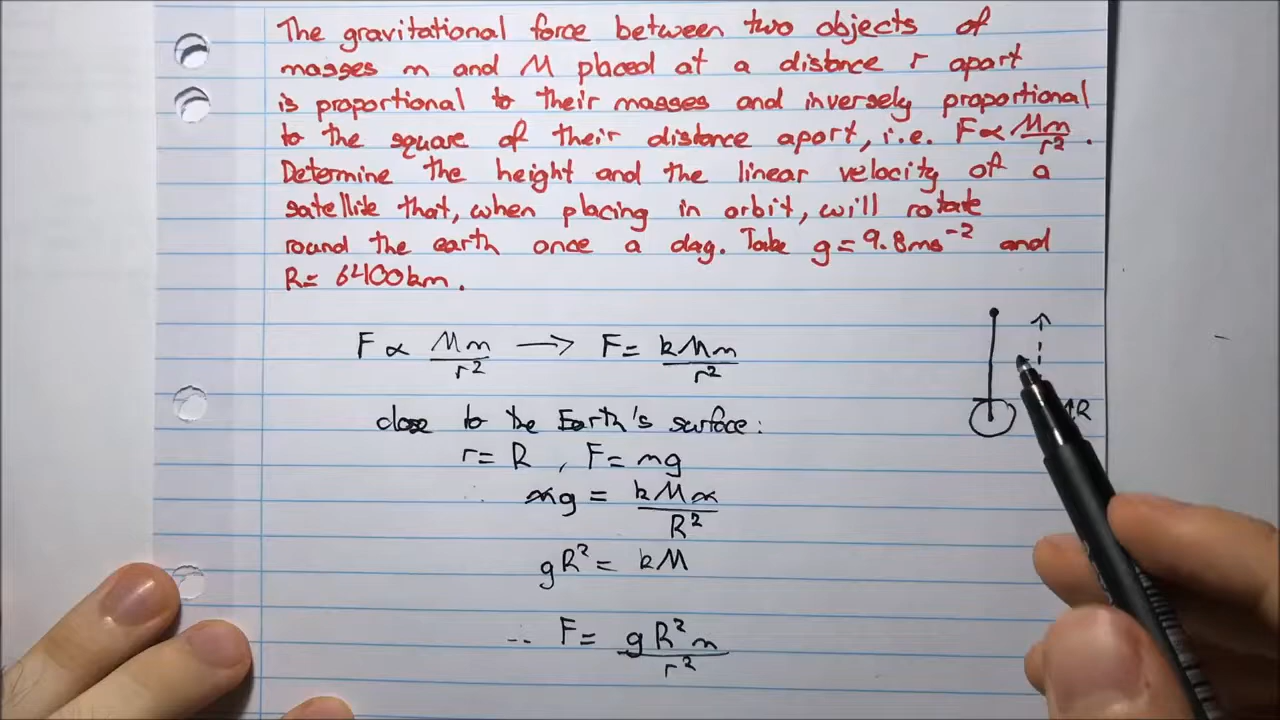 The gravitational force between two objects of
masses m and M placed at a distance r apart
is proportional to their masses and inversely proportional
to the square of their distance apart, i.e. F ∝ Mm/r².
Determine the height and the linear velocity of a
satellite that, when placing in orbit, will rotate
round the earth once a day. Take g = 9.8ms⁻² and
R = 6400km.
F ∝ Mm/r² → F = kMm/r²
close to the Earth's surface:
r = R , F = mg
∴ mg = kMm/R²
gR² = kM
∴ F = gR²m/r²
R